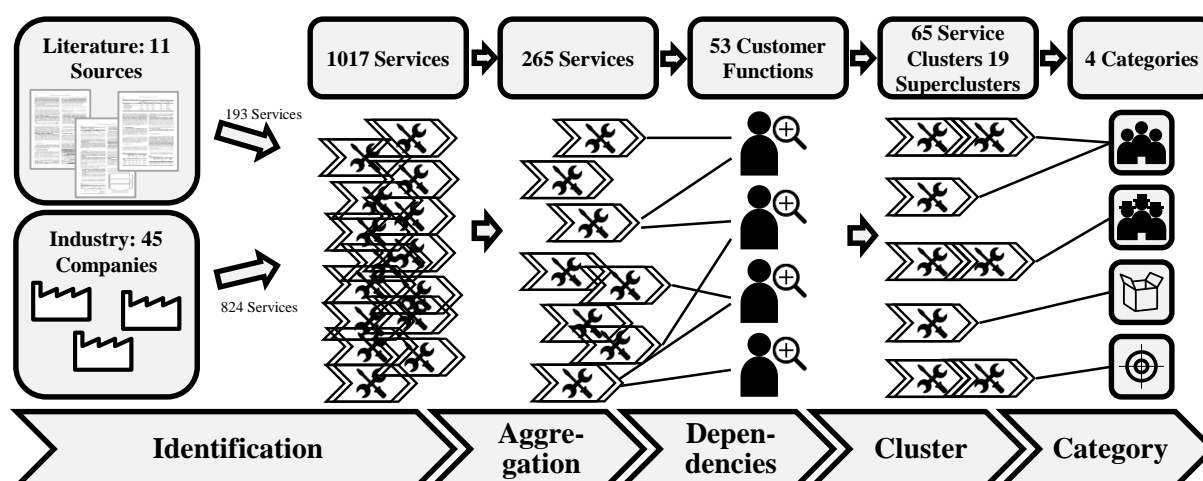 Literature: 11
Sources
193 Services
Industry: 45
Companies
824 Services
1017 Services
265 Services
53 Customer
Functions
65 Service
Clusters 19
Superclusters
4 Categories
Identification
Aggre-
gation
Depen-
dencies
Cluster
Category